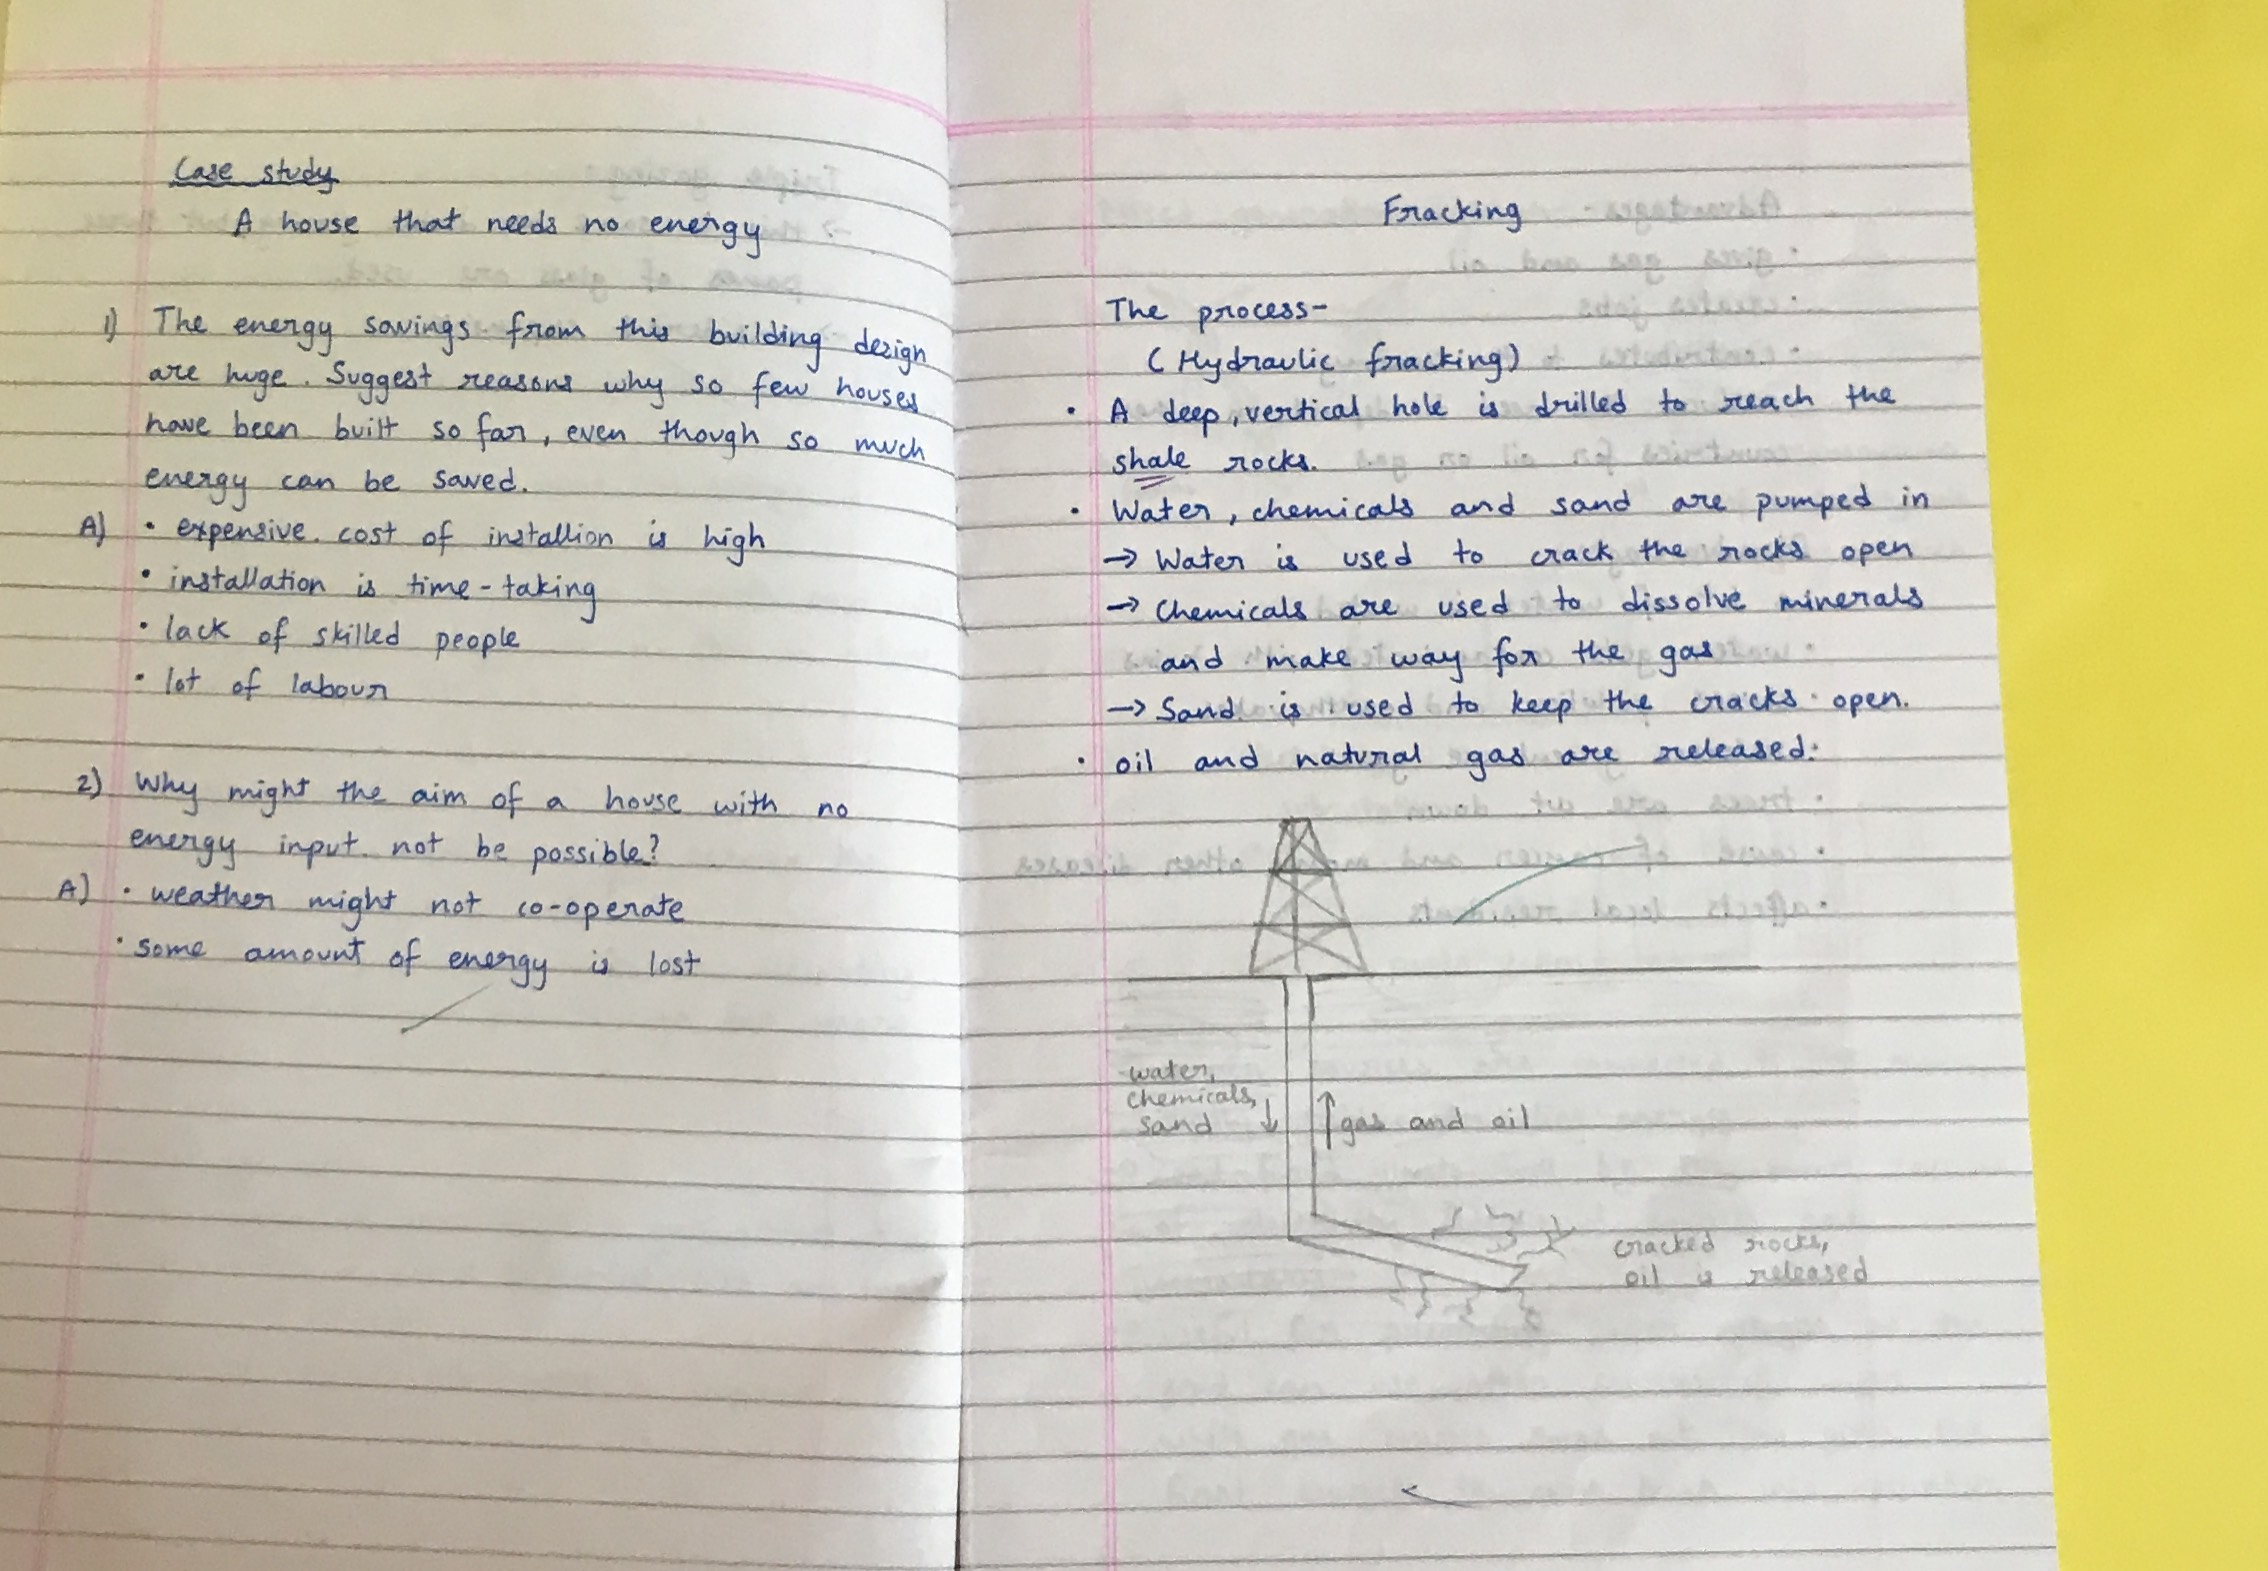 Case study
A house that needs no energy
1) The energy savings from this building design
are huge. Suggest reasons why so few houses
have been built so far, even though so much
energy can be saved.
A) • expensive. cost of installion is high
• installation is time-taking
• lack of skilled people
• lot of labour
2) Why might the aim of a house with no
energy input not be possible?
A) • weather might not co-operate
• some amount of energy is lost
Fracking
The process-
(Hydraulic fracking)
• A deep, vertical hole is drilled to reach the
shale rocks.
• Water, chemicals and sand are pumped in
→ Water is used to crack the rocks open
→ Chemicals are used to dissolve minerals
and make way for the gas
→ Sand is used to keep the cracks open.
• oil and natural gas are released.
water,
chemicals,
sand ↓
↑ gas and oil
cracked rocks,
oil is released